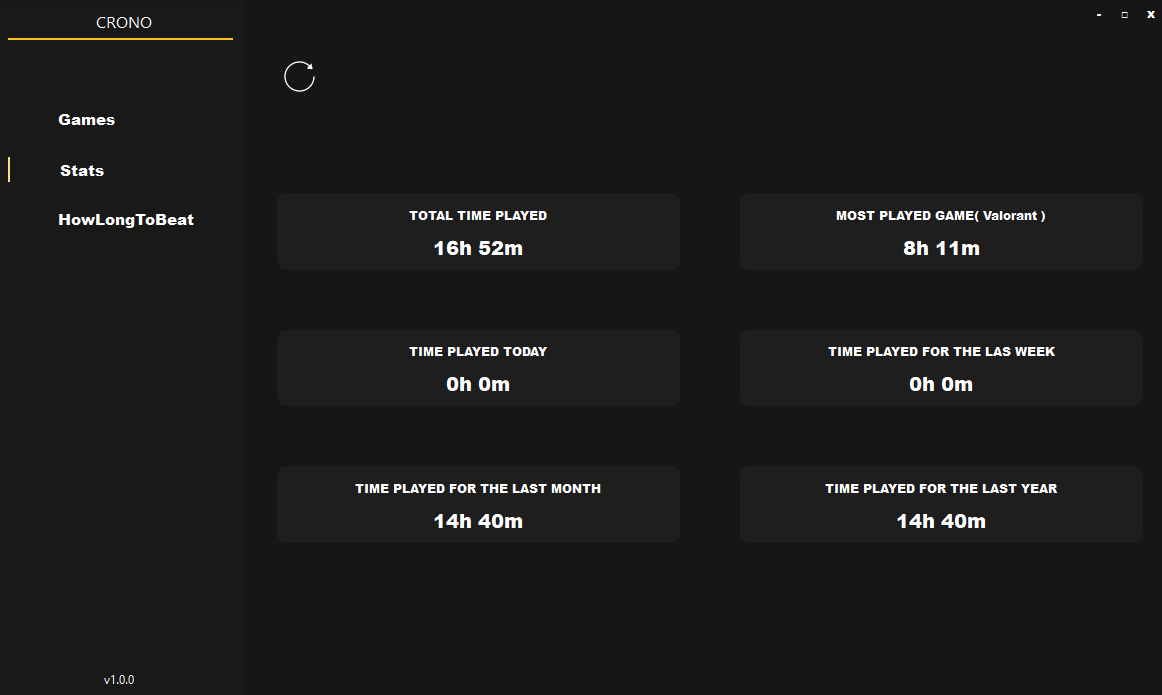 CRONO
- □ x
Games
Stats
HowLongToBeat
TOTAL TIME PLAYED
16h 52m
MOST PLAYED GAME( Valorant )
8h 11m
TIME PLAYED TODAY
0h 0m
TIME PLAYED FOR THE LAS WEEK
0h 0m
TIME PLAYED FOR THE LAST MONTH
14h 40m
TIME PLAYED FOR THE LAST YEAR
14h 40m
v1.0.0